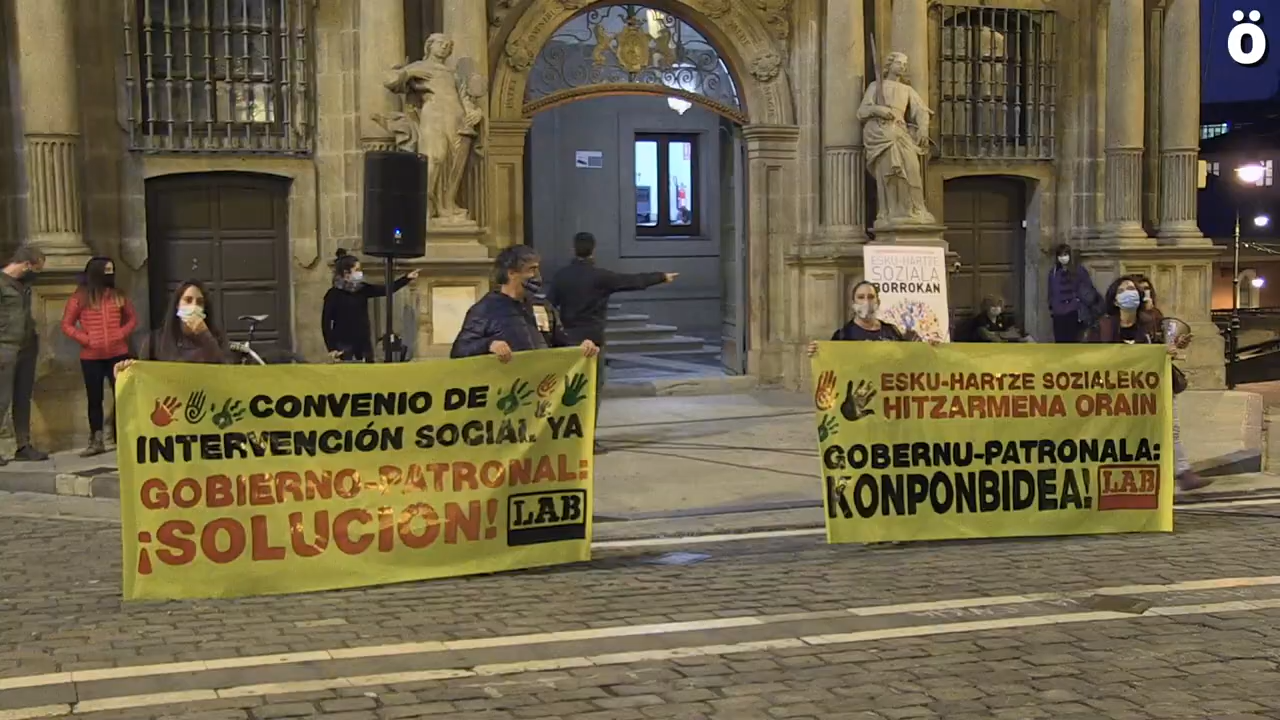 ö
ESKU-HARTZE
SOZIALA
BORROKAN
CONVENIO DE
INTERVENCIÓN SOCIAL YA
GOBIERNO-PATRONAL:
¡SOLUCIÓN!
LAB
ESKU-HARTZE SOZIALEKO
HITZARMENA ORAIN
GOBERNU-PATRONALA:
KONPONBIDEA!
LAB